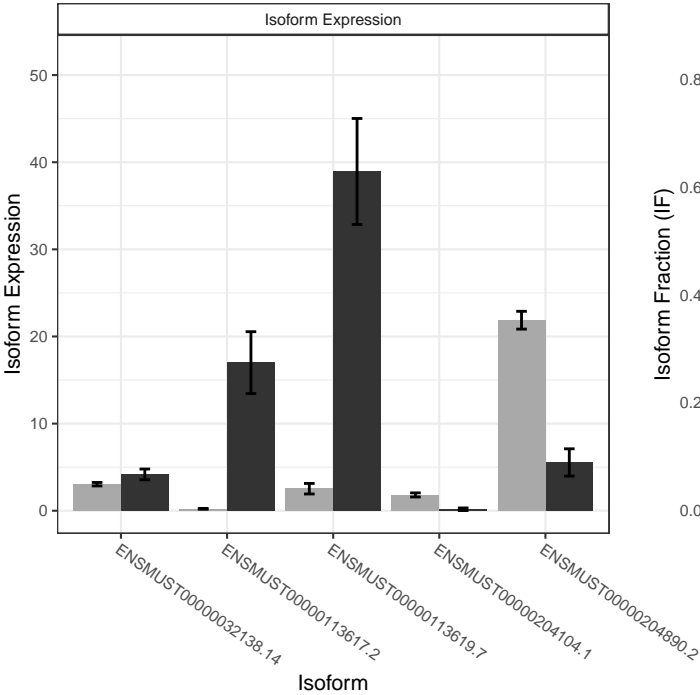 Isoform Expression
Isoform Expression
50
40
30
20
10
0
ENSMUST00000032138.14
ENSMUST00000113617.2
ENSMUST00000113619.7
ENSMUST00000204104.1
ENSMUST00000204890.2
Isoform
Isoform Fraction (IF)
0.8
0.6
0.4
0.2
0.0